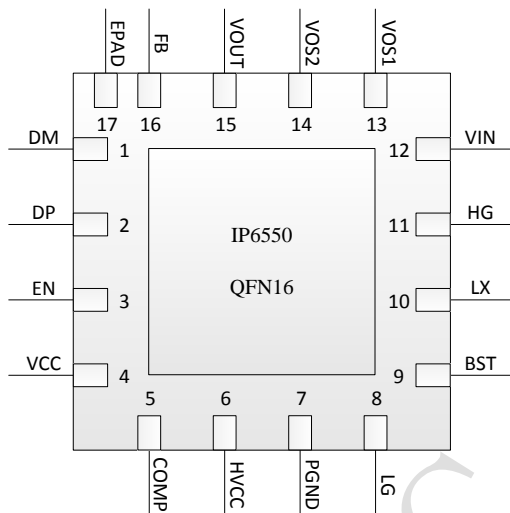 EPAD FB VOUT VOS2 VOS1
17 16 15 14 13
DM 1 12 VIN
DP 2 11 HG
IP6550
QFN16
EN 3 10 LX
VCC 4 9 BST
5 6 7 8
COMP HVCC PGND LG